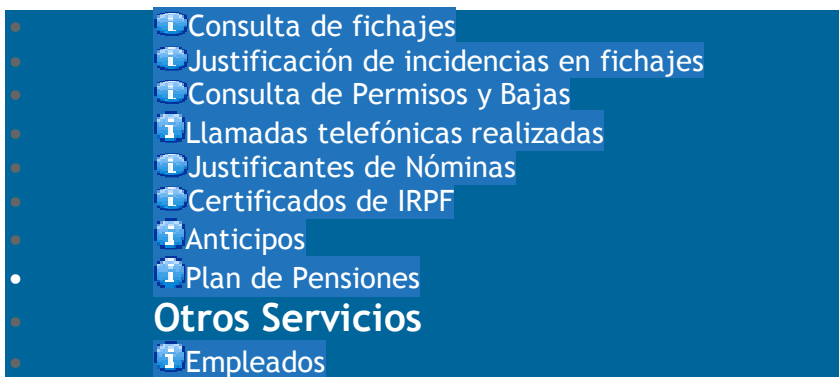 Consulta de fichajes
Justificación de incidencias en fichajes
Consulta de Permisos y Bajas
Llamadas telefónicas realizadas
Justificantes de Nóminas
Certificados de IRPF
Anticipos
Plan de Pensiones
Otros Servicios
Empleados